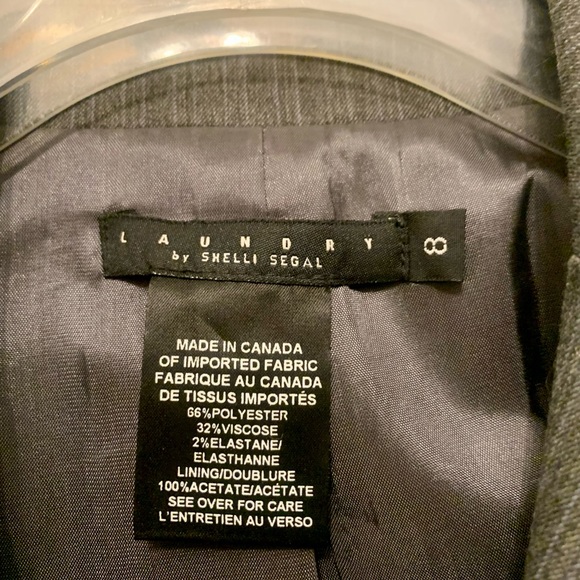 LAUNDRY
by SHELLI SEGAL
8
MADE IN CANADA
OF IMPORTED FABRIC
FABRIQUE AU CANADA
DE TISSUS IMPORTÉS
66%POLYESTER
32%VISCOSE
2%ELASTANE/
ELASTHANNE
LINING/DOUBLURE
100%ACETATE/ACÉTATE
SEE OVER FOR CARE
L'ENTRETIEN AU VERSO